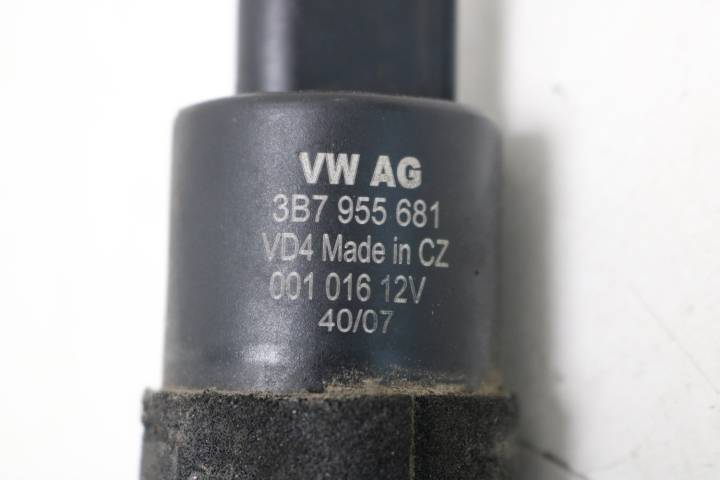 VW AG
3B7 955 681
VD4 Made in CZ
001 016 12V
40/07